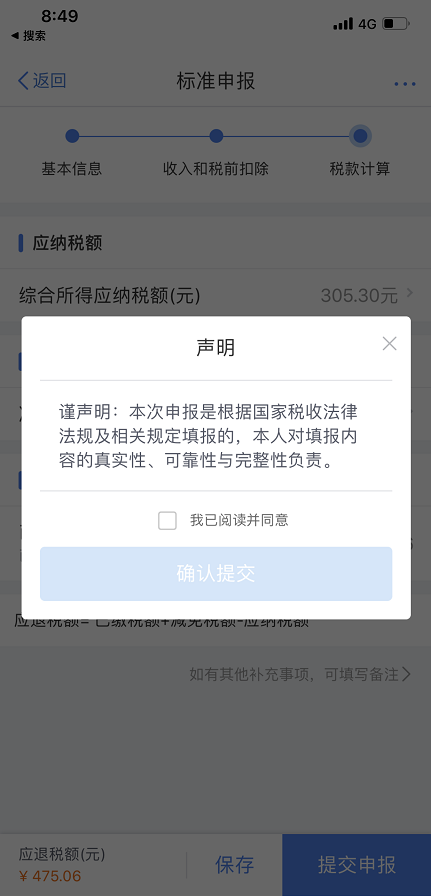 8:49
4G
◀ 搜索
返回
标准申报
基本信息
收入和税前扣除
税款计算
应纳税额
综合所得应纳税额(元)
305.30元
声明
谨声明：本次申报是根据国家税收法律
法规及相关规定填报的，本人对填报内
容的真实性、可靠性与完整性负责。
我已阅读并同意
确认提交
应退税额= 已缴税额+减免税额-应纳税额
如有其他补充事项，可填写备注
应退税额(元)
¥ 475.06
保存
提交申报